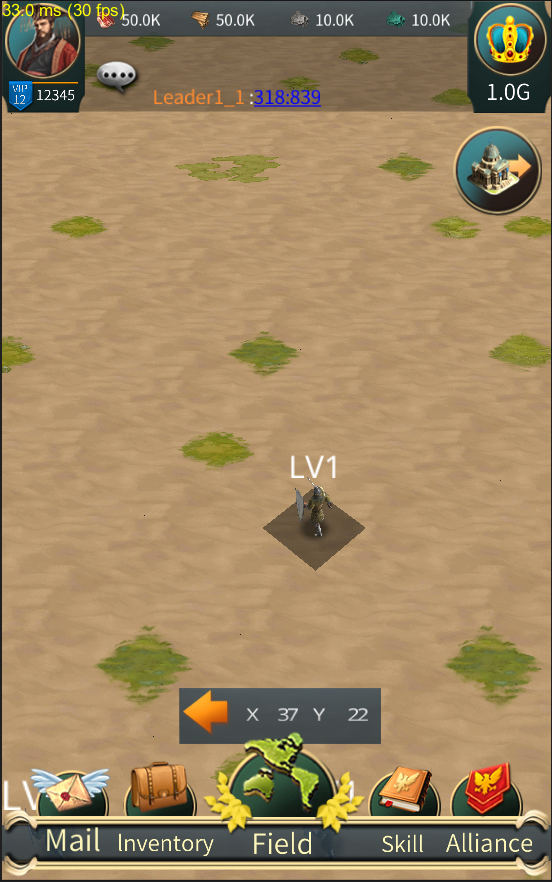 33.0 ms (30 fps)
50.0K 50.0K 10.0K 10.0K
VIP 12
12345
Leader1_1 :318:839
1.0G
LV1
X 37 Y 22
Mail Inventory Field Skill Alliance